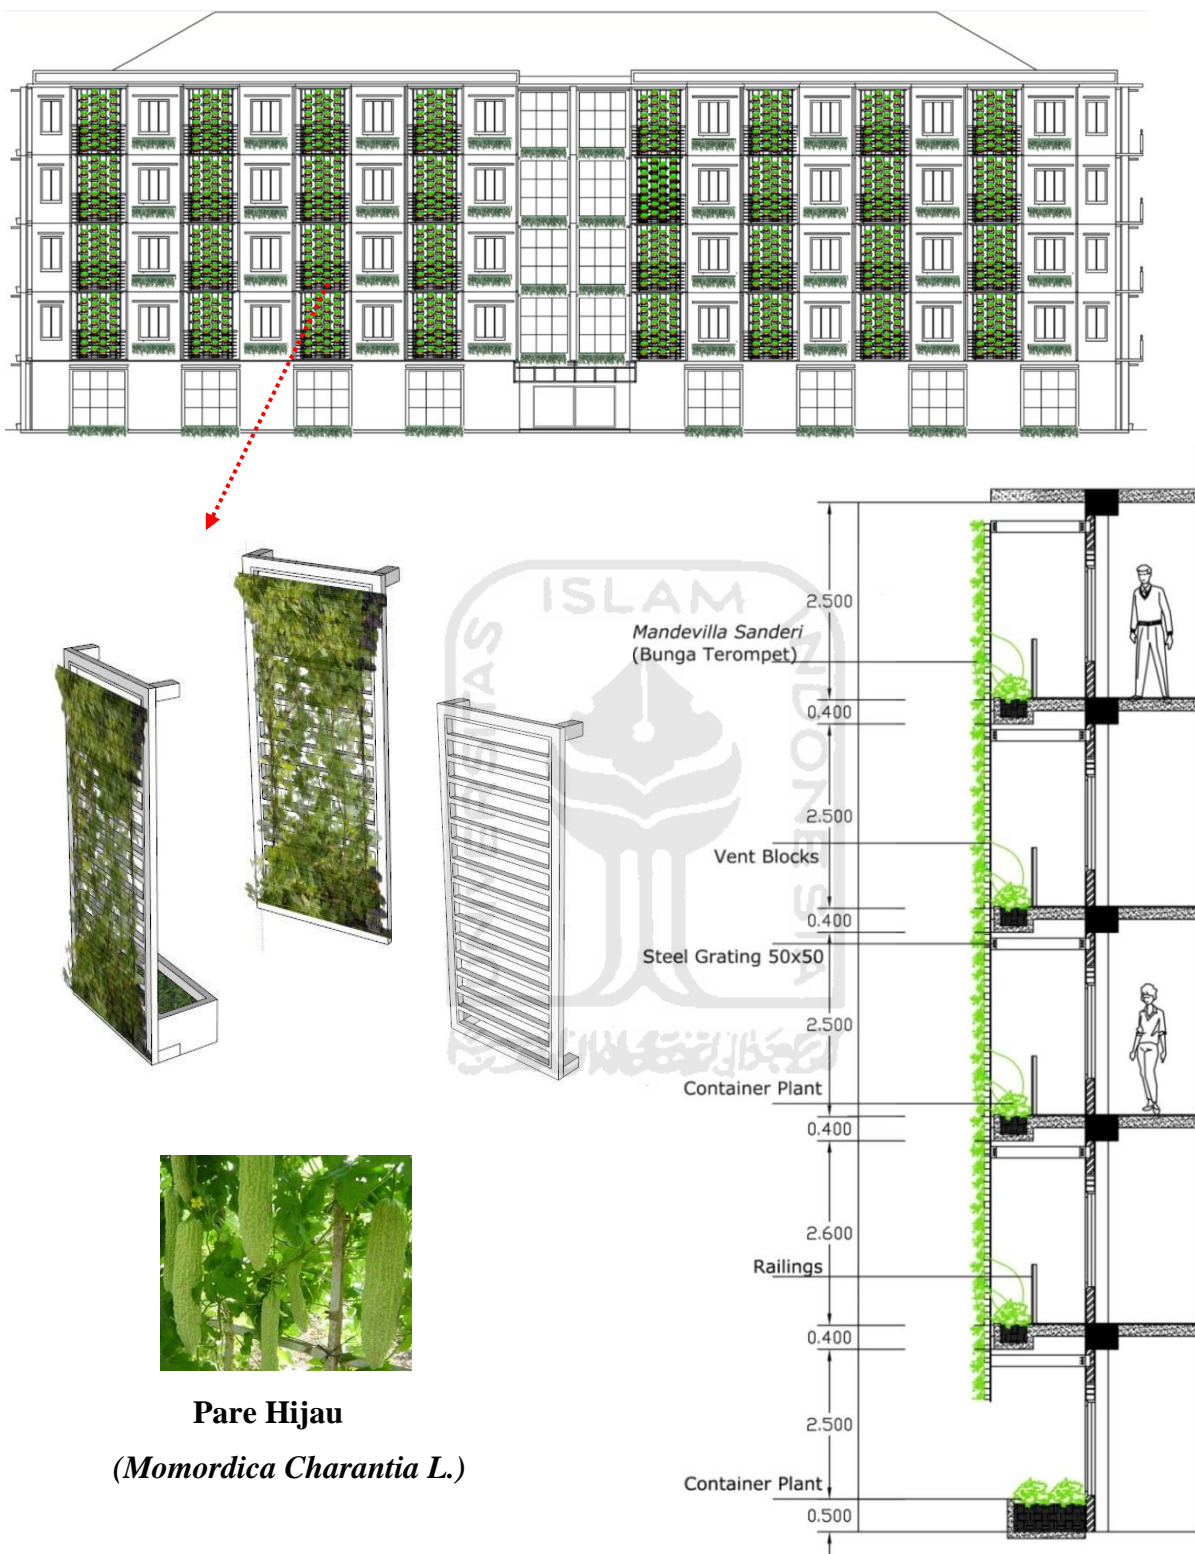 ISLAM
UNIVERSITAS
INDONESIA
2.500
Mandevilla Sanderi
(Bunga Terompet)
0.400
2.500
Vent Blocks
0.400
Steel Grating 50x50
2.500
Container Plant
0.400
2.600
Railings
0.400
2.500
Container Plant
0.500
Pare Hijau
(Momordica Charantia L.)